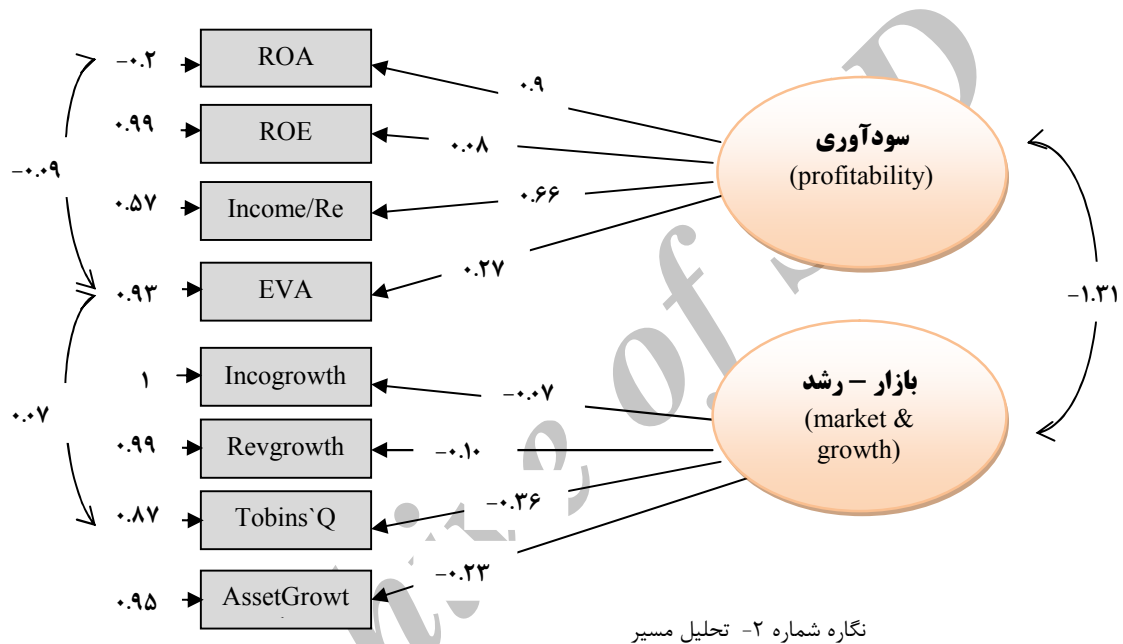 -۰.۲
ROA
۰.۹
۰.۹۹
ROE
۰.۰۸
سودآوری
(profitability)
-۰.۰۹
۰.۵۷
Income/Re
۰.۶۶
۰.۹۳
EVA
۰.۲۷
-۱.۳۱
۱
Incogrowth
-۰.۰۷
بازار – رشد
(market &
growth)
۰.۰۷
۰.۹۹
Revgrowth
-۰.۱۰
۰.۸۷
Tobins`Q
-۰.۳۶
۰.۹۵
AssetGrowt
-۰.۲۳
نگاره شماره ۲- تحلیل مسیر